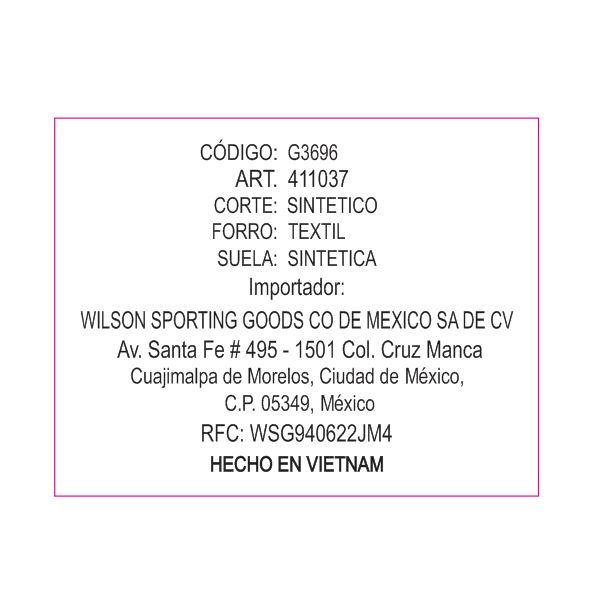 CÓDIGO: G3696
ART. 411037
CORTE: SINTETICO
FORRO: TEXTIL
SUELA: SINTETICA
Importador:
WILSON SPORTING GOODS CO DE MEXICO SA DE CV
Av. Santa Fe # 495 - 1501 Col. Cruz Manca
Cuajimalpa de Morelos, Ciudad de México,
C.P. 05349, México
RFC: WSG940622JM4
HECHO EN VIETNAM